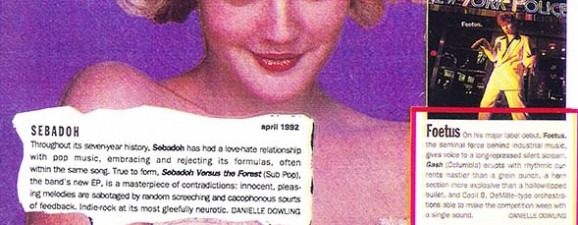 NEW YORK POLICE
Foetus.
SEBADOH
april 1992
Throughout its seven-year history, Sebadoh has had a love-hate relationship
with pop music, embracing and rejecting its formulas, often
within the same song. True to form, Sebadoh Versus the Forest (Sub Pop),
the band's new EP, is a masterpiece of contradictions: innocent, pleas-
ing melodies are sabotaged by random screeching and cacophonous spurts
of feedback. Indie-rock at its most gleefully neurotic. DANIELLE DOWLING
Foetus On his major label debut, Foetus,
the seminal force behind industrial music,
gives voice to a long-repressed silent scream.
Gash (Columbia) erupts with rhythmic cur-
rents nastier than a groin punch, a horn
section more explosive than a hollow-tipped
bullet, and Cecil B. DeMille-type orchestra-
tions able to make the competition weep with
a single sound. DANIELLE DOWLING